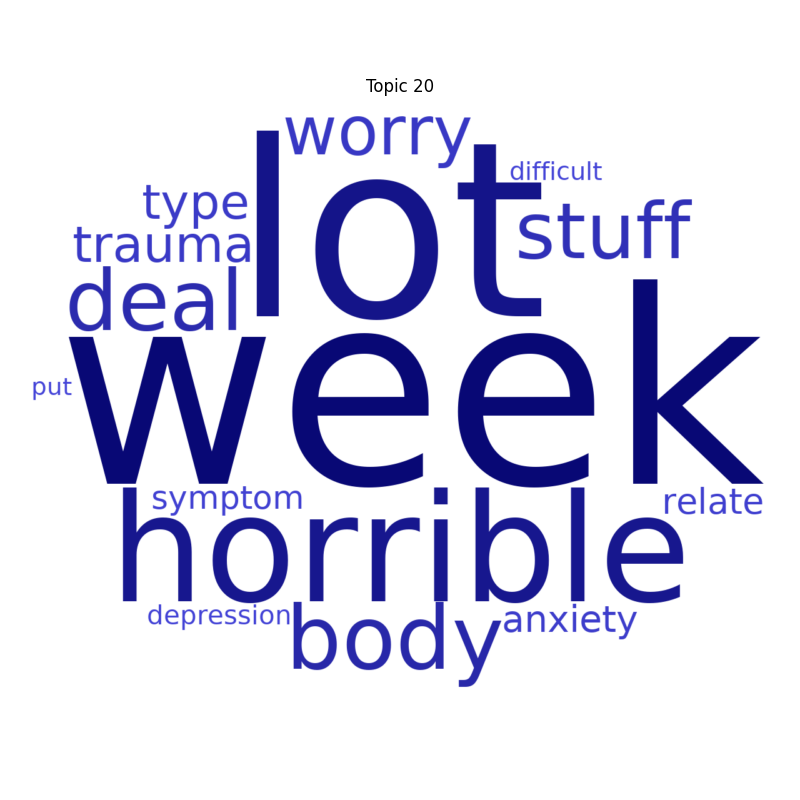 Topic 20
worry
lot
difficult
type
stuff
trauma
deal
week
put
symptom
relate
horrible
depression
body
anxiety